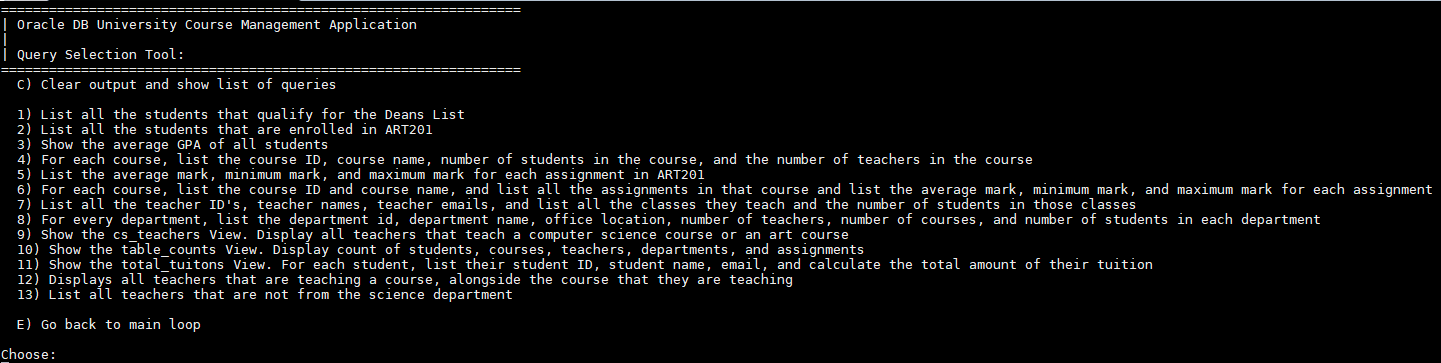 =================================================================
| Oracle DB University Course Management Application
|
| Query Selection Tool:
=================================================================
C) Clear output and show list of queries
1) List all the students that qualify for the Deans List
2) List all the students that are enrolled in ART201
3) Show the average GPA of all students
4) For each course, list the course ID, course name, number of students in the course, and the number of teachers in the course
5) List the average mark, minimum mark, and maximum mark for each assignment in ART201
6) For each course, list the course ID and course name, and list all the assignments in that course and list the average mark, minimum mark, and maximum mark for each assignment
7) List all the teacher ID's, teacher names, teacher emails, and list all the classes they teach and the number of students in those classes
8) For every department, list the department id, department name, office location, number of teachers, number of courses, and number of students in each department
9) Show the cs_teachers View. Display all teachers that teach a computer science course or an art course
10) Show the table_counts View. Display count of students, courses, teachers, departments, and assignments
11) Show the total_tuitons View. For each student, list their student ID, student name, email, and calculate the total amount of their tuition
12) Displays all teachers that are teaching a course, alongside the course that they are teaching
13) List all teachers that are not from the science department
E) Go back to main loop
Choose: